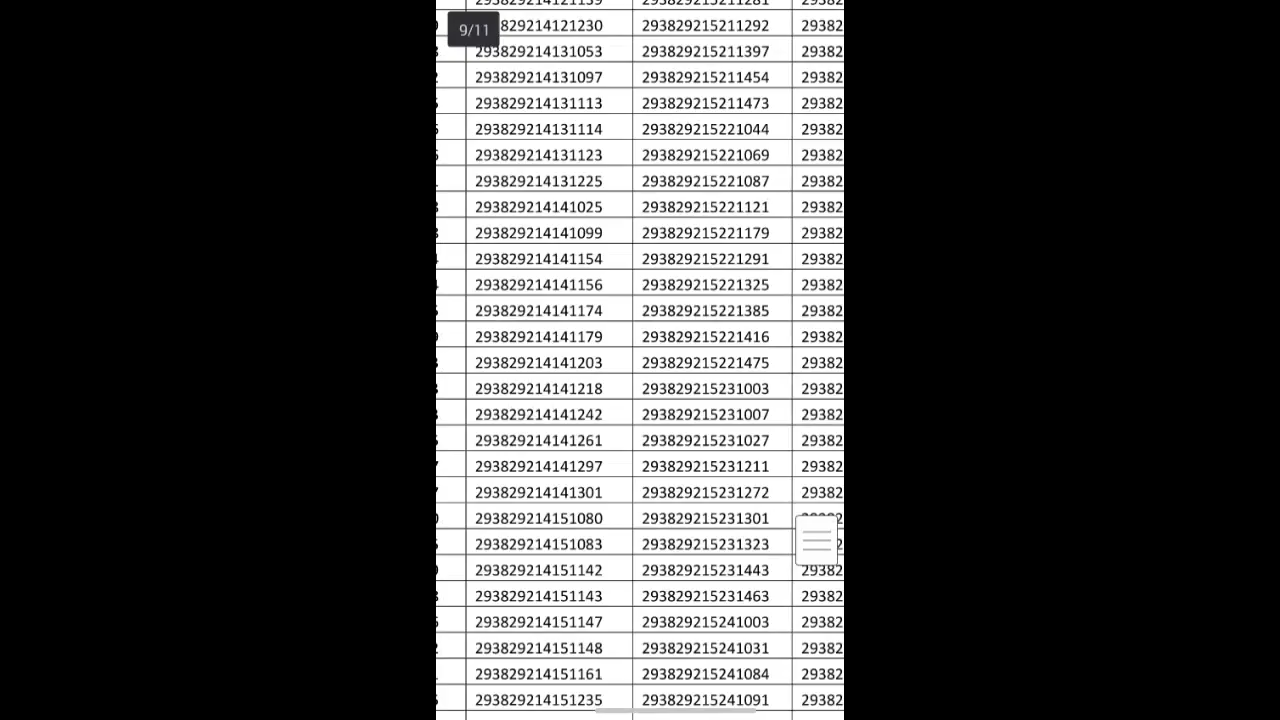 9/11
293829215211281
829214121230 293829215211292 29382
293829214131053 293829215211397 29382
293829214131097 293829215211454 29382
293829214131113 293829215211473 29382
293829214131114 293829215221044 29382
293829214131123 293829215221069 29382
293829214131225 293829215221087 29382
293829214141025 293829215221121 29382
293829214141099 293829215221179 29382
293829214141154 293829215221291 29382
293829214141156 293829215221325 29382
293829214141174 293829215221385 29382
293829214141179 293829215221416 29382
293829214141203 293829215221475 29382
293829214141218 293829215231003 29382
293829214141242 293829215231007 29382
293829214141261 293829215231027 29382
293829214141297 293829215231211 29382
293829214141301 293829215231272 29382
293829214151080 293829215231301
293829214151083 293829215231323 2
293829214151142 293829215231443 29382
293829214151143 293829215231463 29382
293829214151147 293829215241003 29382
293829214151148 293829215241031 29382
293829214151161 293829215241084 29382
293829214151235 293829215241091 29382